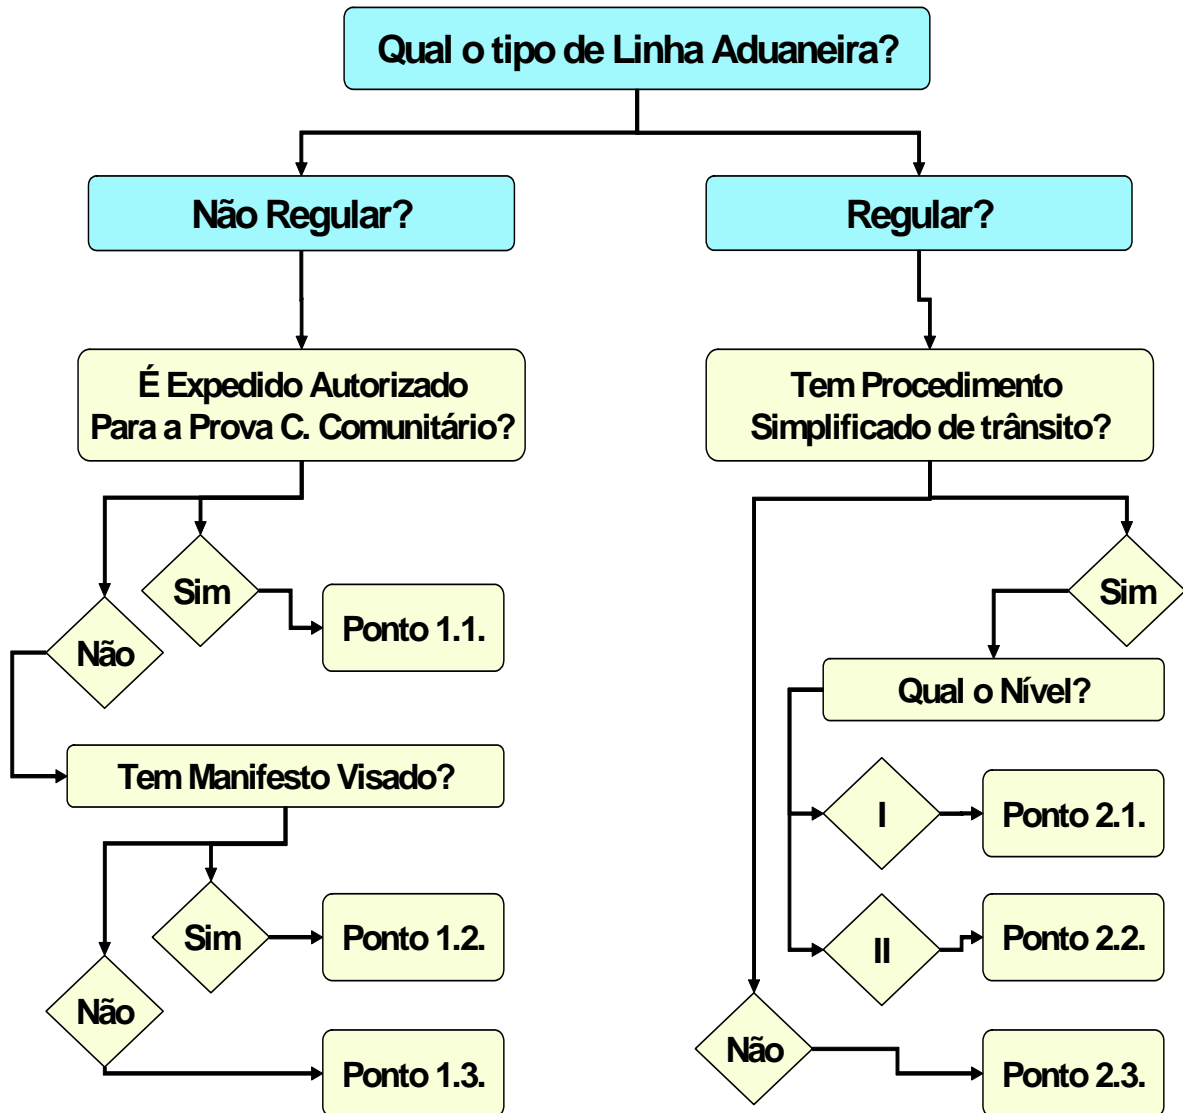 Qual o tipo de Linha Aduaneira?
Não Regular?
Regular?
É Expedido Autorizado
Para a Prova C. Comunitário?
Tem Procedimento
Simplificado de trânsito?
Sim
Não
Ponto 1.1.
Sim
Qual o Nível?
Tem Manifesto Visado?
I
Ponto 2.1.
Sim
Ponto 1.2.
II
Ponto 2.2.
Não
Ponto 1.3.
Não
Ponto 2.3.